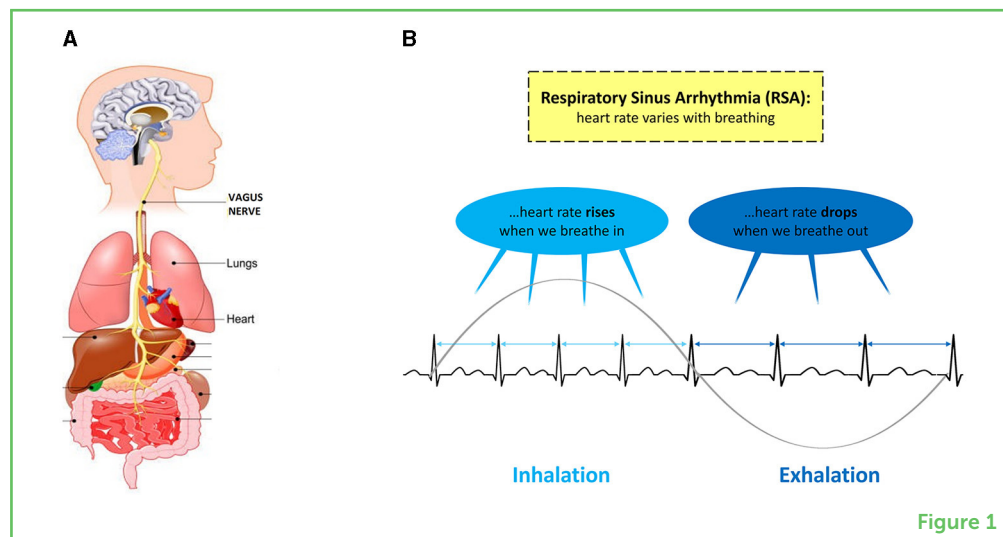 A
VAGUS
NERVE
Lungs
Heart
B
Respiratory Sinus Arrhythmia (RSA):
heart rate varies with breathing
...heart rate rises
when we breathe in
...heart rate drops
when we breathe out
Inhalation
Exhalation
Figure 1